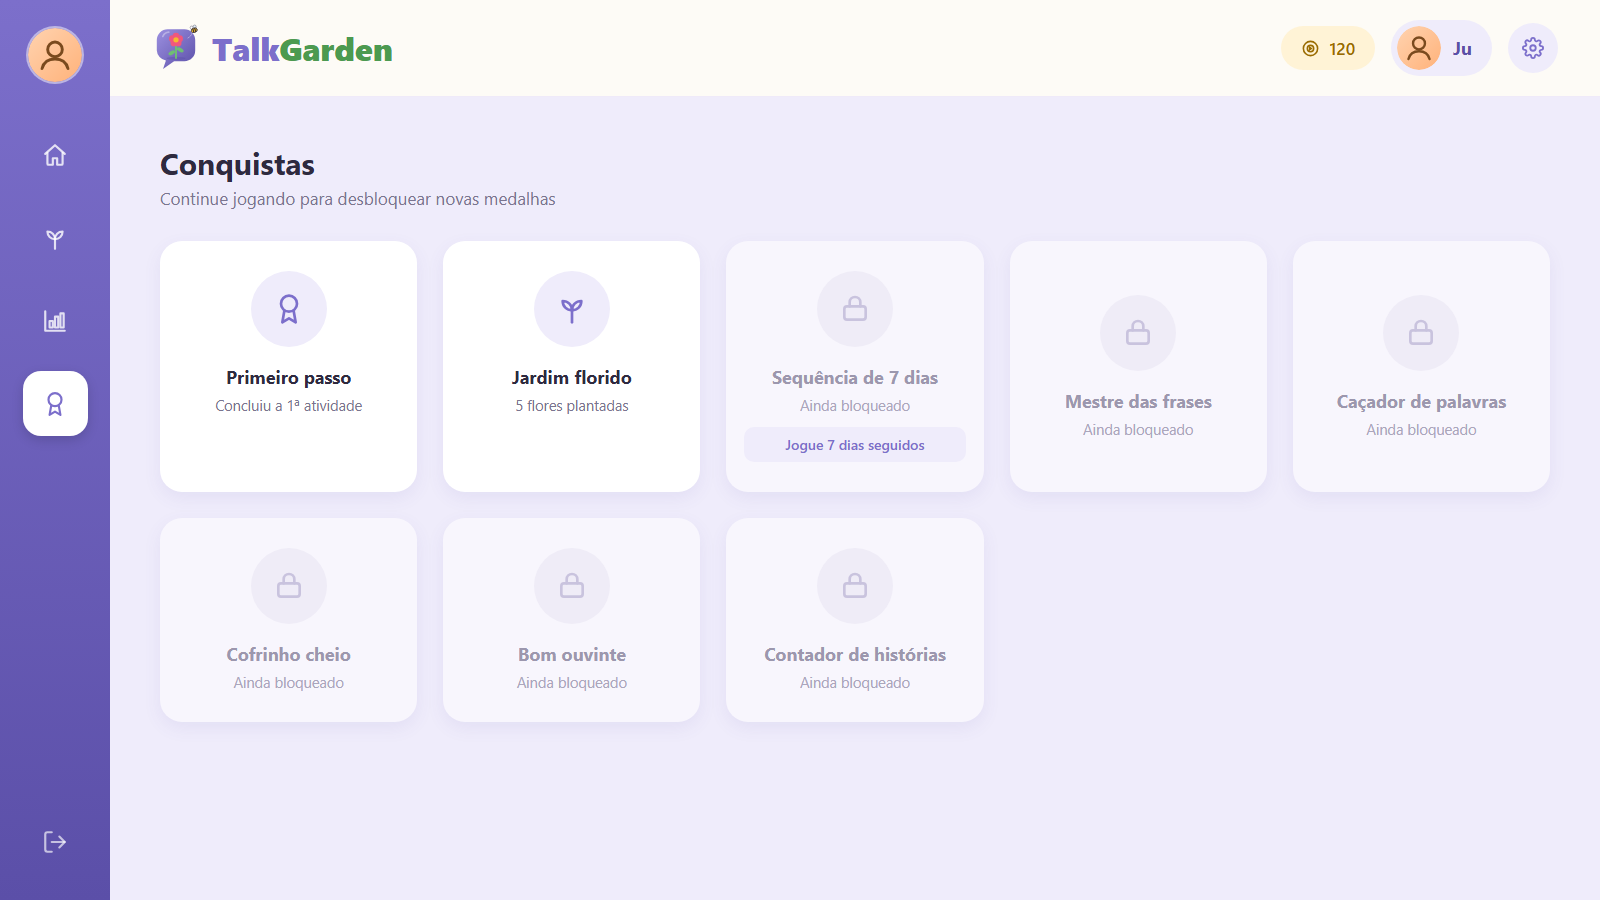 TalkGarden
120
Ju
Conquistas
Continue jogando para desbloquear novas medalhas
Primeiro passo
Concluiu a 1ª atividade
Jardim florido
5 flores plantadas
Sequência de 7 dias
Ainda bloqueado
Jogue 7 dias seguidos
Mestre das frases
Ainda bloqueado
Caçador de palavras
Ainda bloqueado
Cofrinho cheio
Ainda bloqueado
Bom ouvinte
Ainda bloqueado
Contador de histórias
Ainda bloqueado